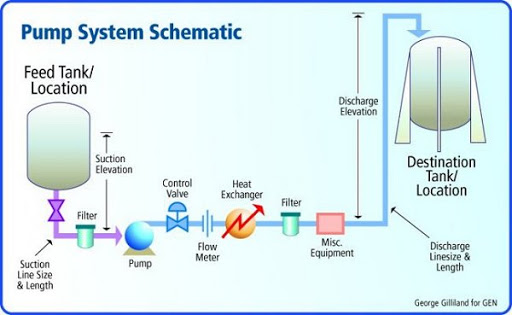 Pump System Schematic
Feed Tank/
Location
Suction
Elevation
Filter
Suction
Line Size
& Length
Pump
Control
Valve
Flow
Meter
Heat
Exchanger
Filter
Misc.
Equipment
Discharge
Elevation
Destination
Tank/
Location
Discharge
Linesize &
Length
George Gilliland for GEN